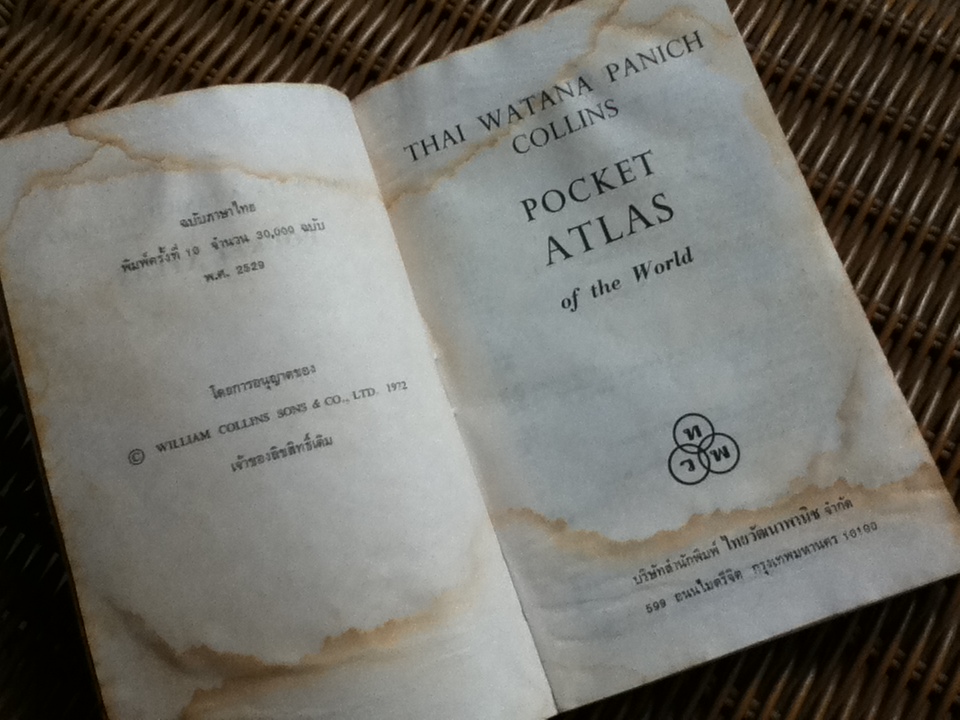 ฉบับภาษาไทย
พิมพ์ครั้งที่ 10 จำนวน 30,000 ฉบับ
พ.ศ. 2529
โดยการอนุญาตของ
© WILLIAM COLLINS SONS & CO., LTD. 1972
เจ้าของลิขสิทธิ์เดิม
THAI WATANA PANICH
COLLINS
POCKET
ATLAS
of the World
ท
ว พ
บริษัทสำนักพิมพ์ ไทยวัฒนาพานิช จำกัด
599 ถนนไมตรีจิต กรุงเทพมหานคร 10100